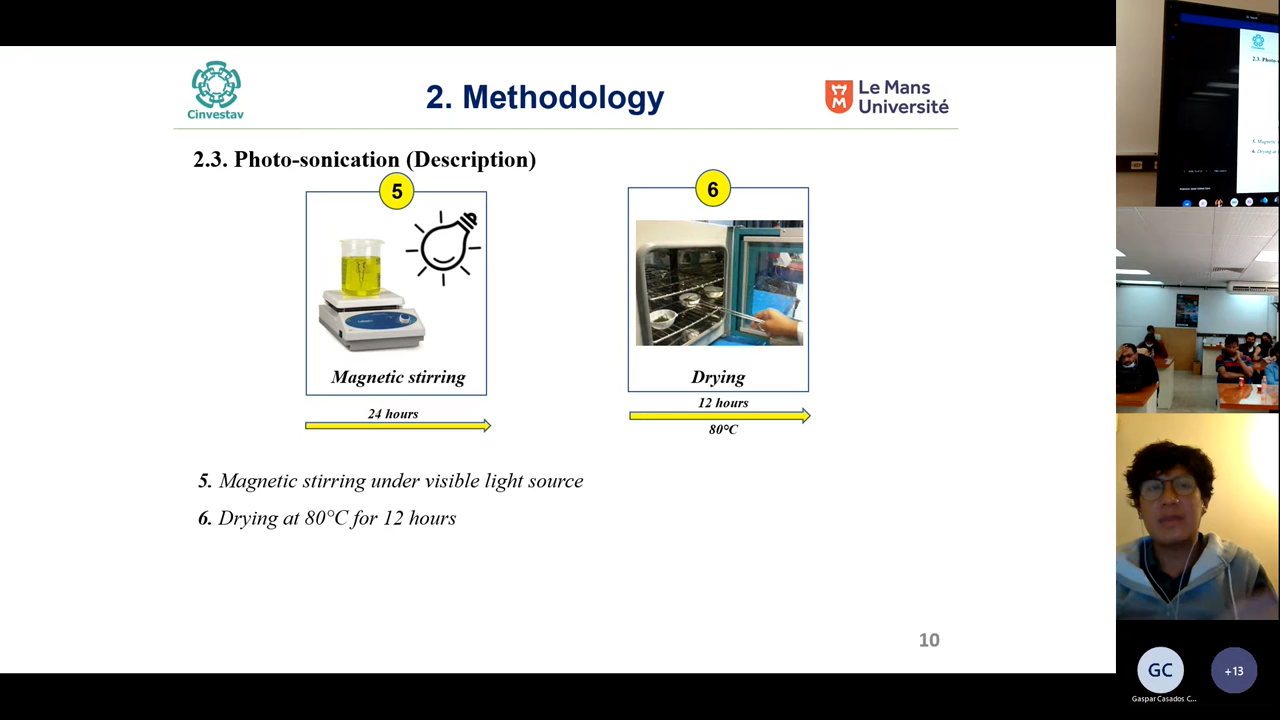 Cinvestav
2. Methodology
Le Mans
Université
2.3. Photo-sonication (Description)
5
6
Magnetic stirring
Drying
24 hours
12 hours
80°C
5. Magnetic stirring under visible light source
6. Drying at 80°C for 12 hours
10
GC
+13
Gaspar Casados C...